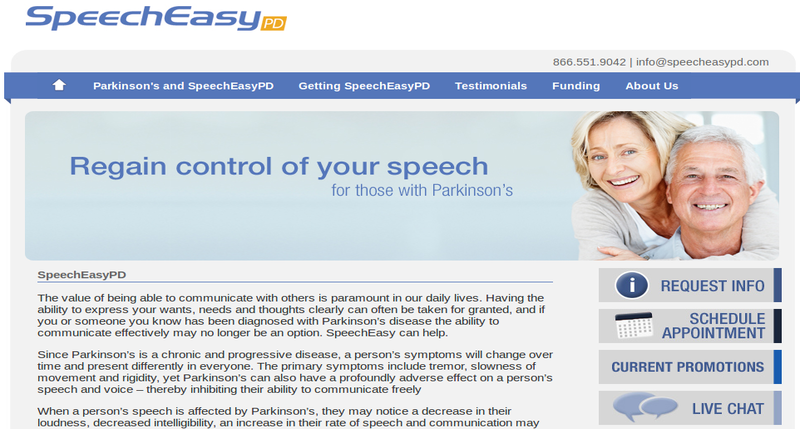 SpeechEasy PD
866.551.9042 | info@speecheasypd.com
Parkinson's and SpeechEasyPD Getting SpeechEasyPD Testimonials Funding About Us
Regain control of your speech
for those with Parkinson's
SpeechEasyPD
The value of being able to communicate with others is paramount in our daily lives. Having the
ability to express your wants, needs and thoughts clearly can often be taken for granted, and if
you or someone you know has been diagnosed with Parkinson's disease the ability to
communicate effectively may no longer be an option. SpeechEasy can help.
Since Parkinson's is a chronic and progressive disease, a person's symptoms will change over
time and present differently in everyone. The primary symptoms include tremor, slowness of
movement and rigidity, yet Parkinson's can also have a profoundly adverse effect on a person's
speech and voice – thereby inhibiting their ability to communicate freely
When a person's speech is affected by Parkinson's, they may notice a decrease in their
loudness, decreased intelligibility, an increase in their rate of speech and communication may
i REQUEST INFO
SCHEDULE
APPOINTMENT
CURRENT PROMOTIONS
LIVE CHAT